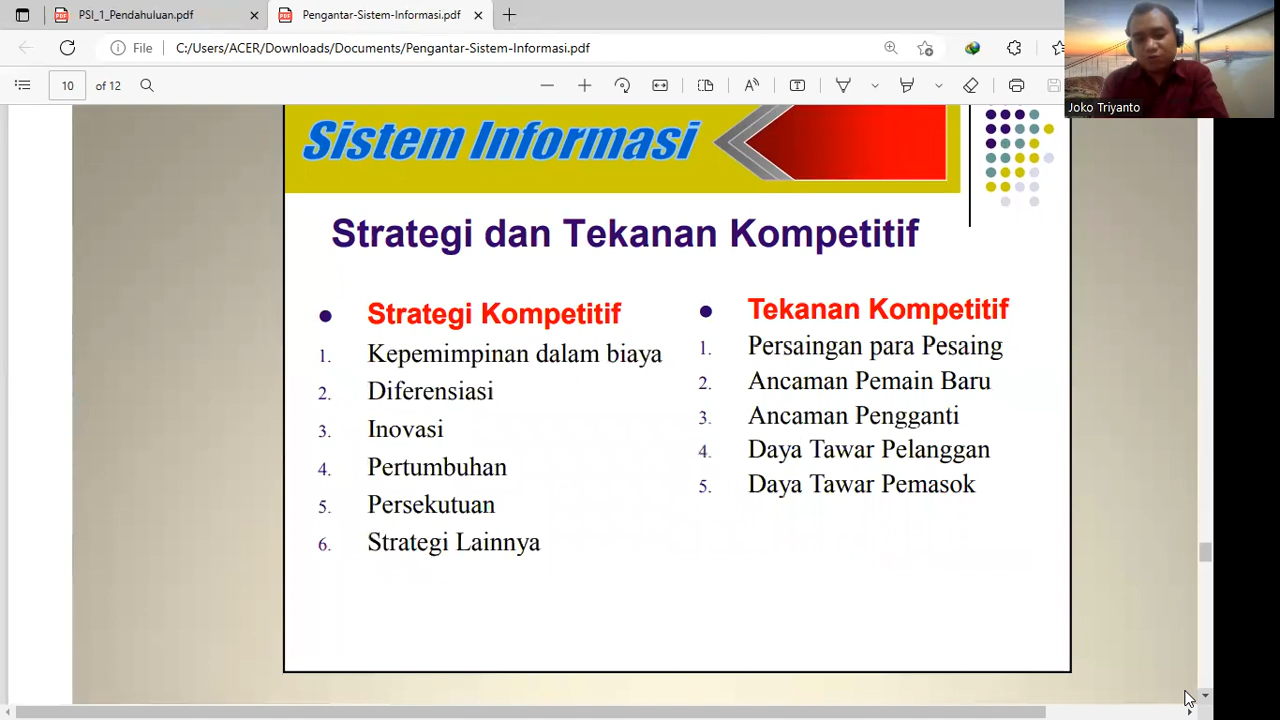 PSI_1_Pendahuluan.pdf
Pengantar-Sistem-Informasi.pdf
File
C:/Users/ACER/Downloads/Documents/Pengantar-Sistem-Informasi.pdf
10 of 12
Joko Triyanto
Sistem Informasi
Strategi dan Tekanan Kompetitif
Strategi Kompetitif
1. Kepemimpinan dalam biaya
2. Diferensiasi
3. Inovasi
4. Pertumbuhan
5. Persekutuan
6. Strategi Lainnya
Tekanan Kompetitif
1. Persaingan para Pesaing
2. Ancaman Pemain Baru
3. Ancaman Pengganti
4. Daya Tawar Pelanggan
5. Daya Tawar Pemasok